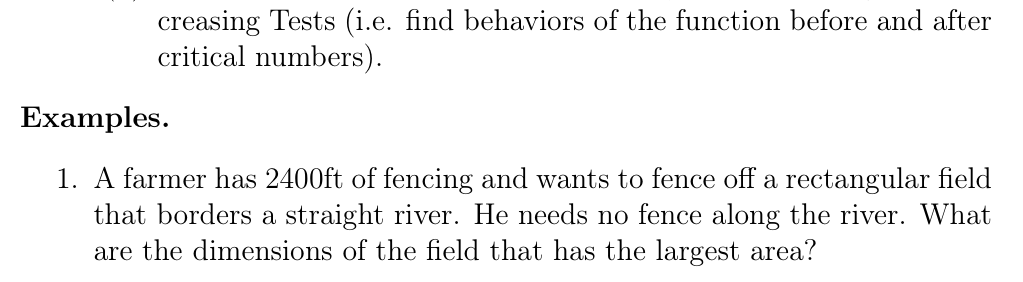 creasing Tests (i.e. find behaviors of the function before and after
critical numbers).
Examples.
1. A farmer has 2400ft of fencing and wants to fence off a rectangular field
that borders a straight river. He needs no fence along the river. What
are the dimensions of the field that has the largest area?